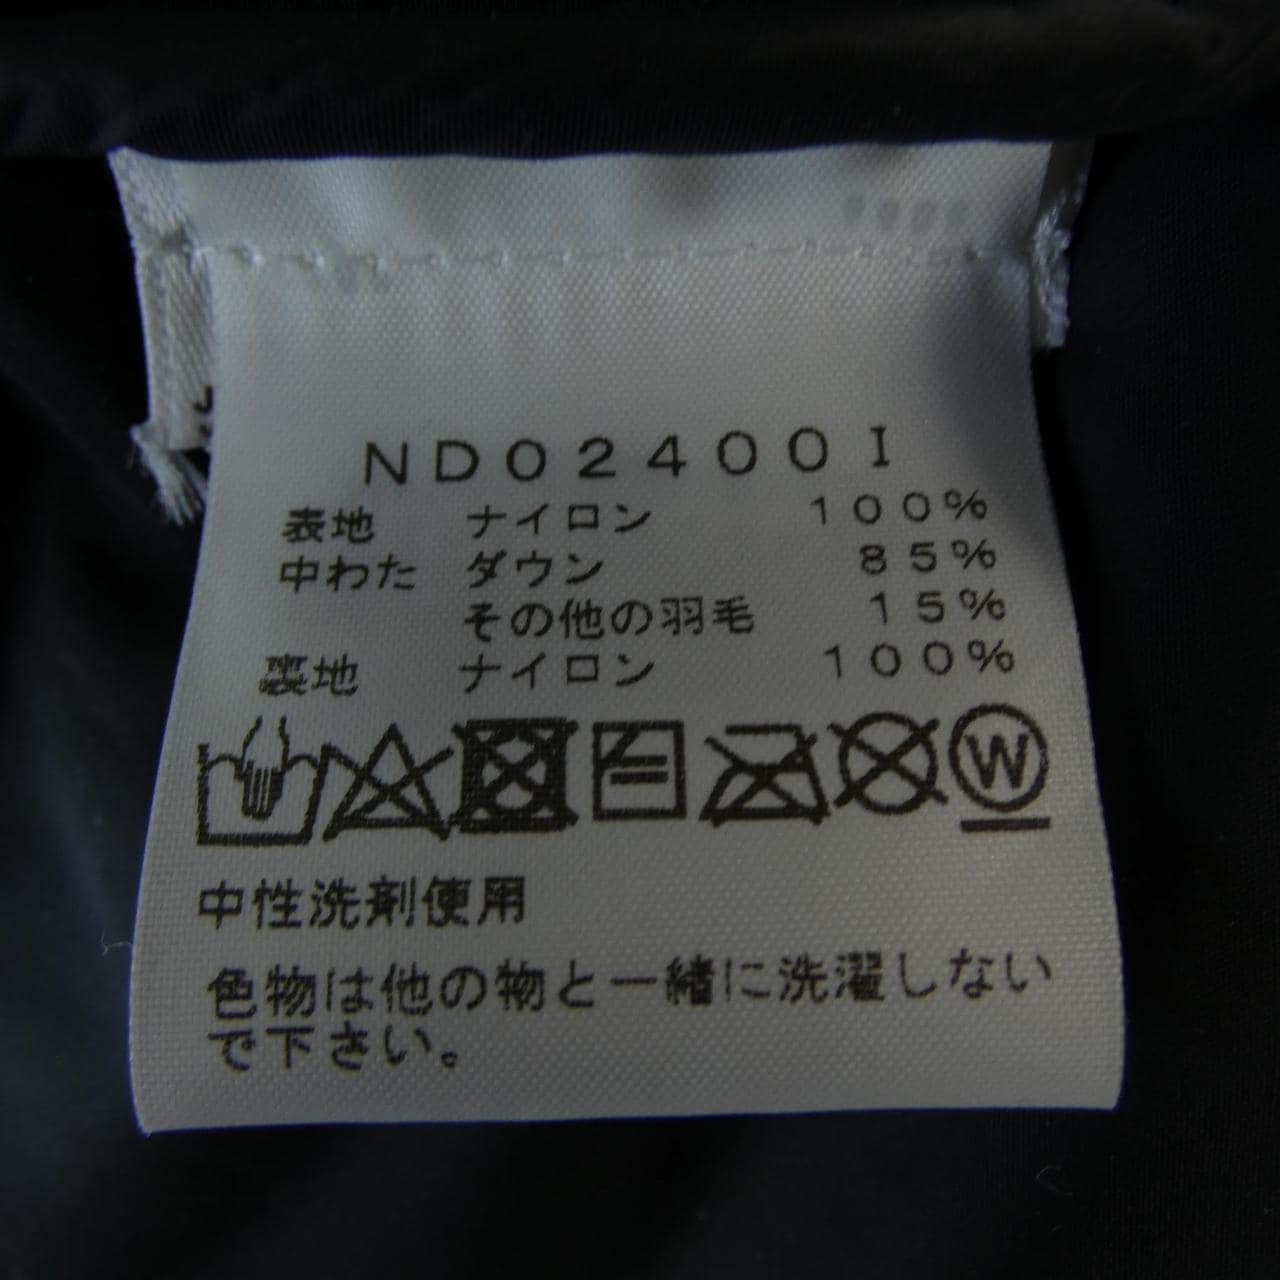 ND02400I
表地 ナイロン 100%
中わた ダウン 85%
その他の羽毛 15%
裏地 ナイロン 100%
W
中性洗剤使用
色物は他の物と一緒に洗濯しない
で下さい。